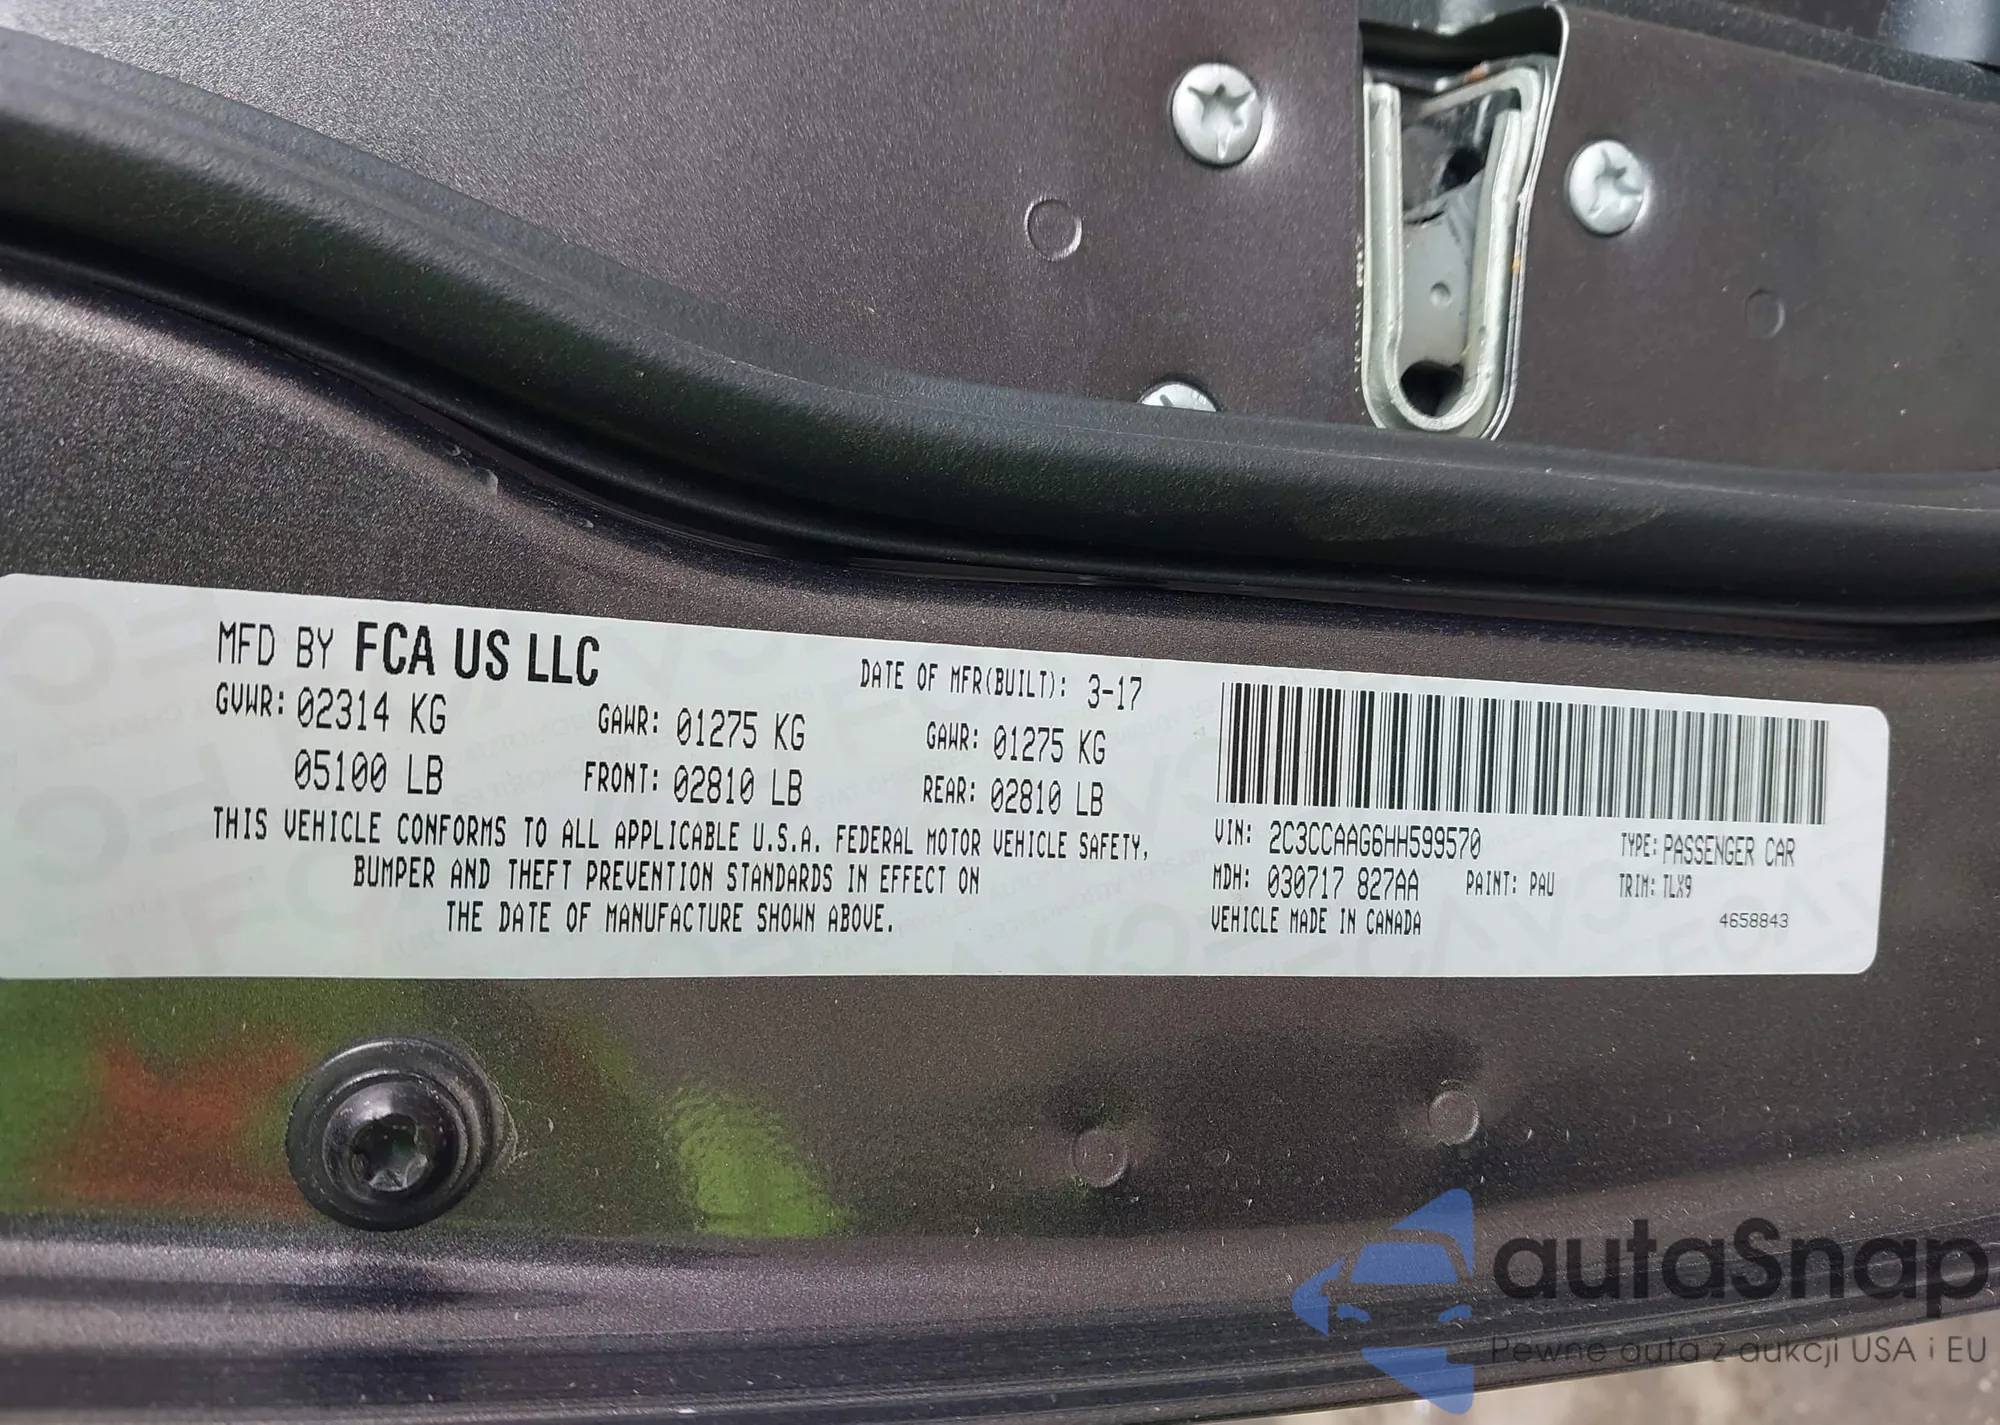 MFD BY FCA US LLC
DATE OF MFR(BUILT): 3-17
GVWR: 02314 KG GAWR: 01275 KG GAWR: 01275 KG
05100 LB FRONT: 02810 LB REAR: 02810 LB
THIS VEHICLE CONFORMS TO ALL APPLICABLE U.S.A. FEDERAL MOTOR VEHICLE SAFETY,
BUMPER AND THEFT PREVENTION STANDARDS IN EFFECT ON
THE DATE OF MANUFACTURE SHOWN ABOVE.
VIN: 2C3CCAAG6HH599570 TYPE: PASSENGER CAR
MDH: 030717 827AA PAINT: PAU TRIM: TLX9
VEHICLE MADE IN CANADA 4658843
autaSnap
Pewne auta z aukcji USA i EU